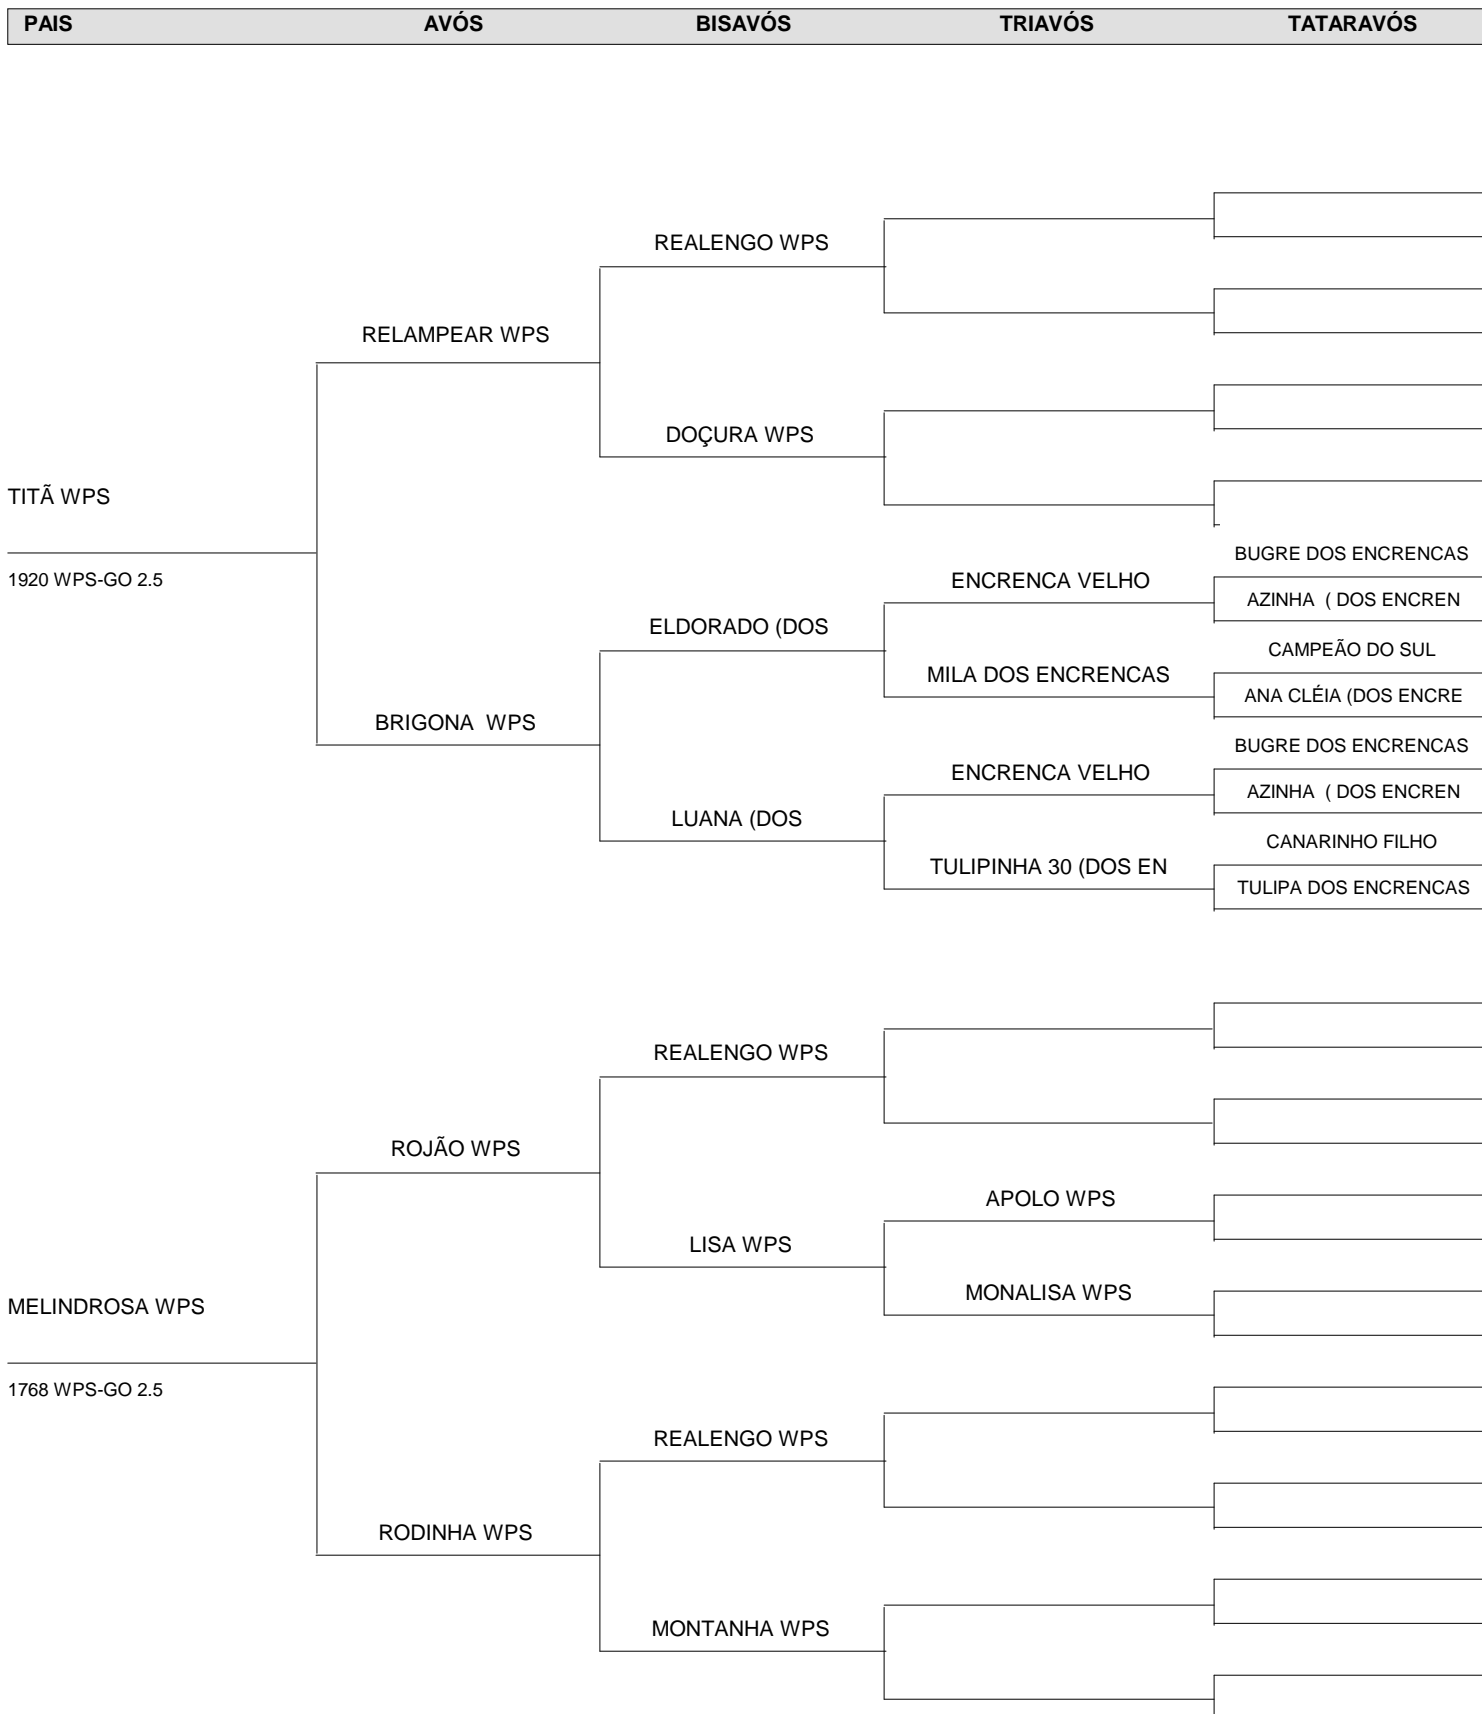 PAIS AVÓS BISAVÓS TRIAVÓS TATARAVÓS
REALENGO WPS
RELAMPEAR WPS
DOÇURA WPS
TITÃ WPS
BUGRE DOS ENCRENCAS
1920 WPS-GO 2.5
ENCRENCA VELHO
AZINHA ( DOS ENCREN
ELDORADO (DOS
CAMPEÃO DO SUL
MILA DOS ENCRENCAS
ANA CLÉIA (DOS ENCRE
BRIGONA WPS
BUGRE DOS ENCRENCAS
ENCRENCA VELHO
AZINHA ( DOS ENCREN
LUANA (DOS
CANARINHO FILHO
TULIPINHA 30 (DOS EN
TULIPA DOS ENCRENCAS
REALENGO WPS
ROJÃO WPS
APOLO WPS
LISA WPS
MONALISA WPS
MELINDROSA WPS
1768 WPS-GO 2.5
REALENGO WPS
RODINHA WPS
MONTANHA WPS